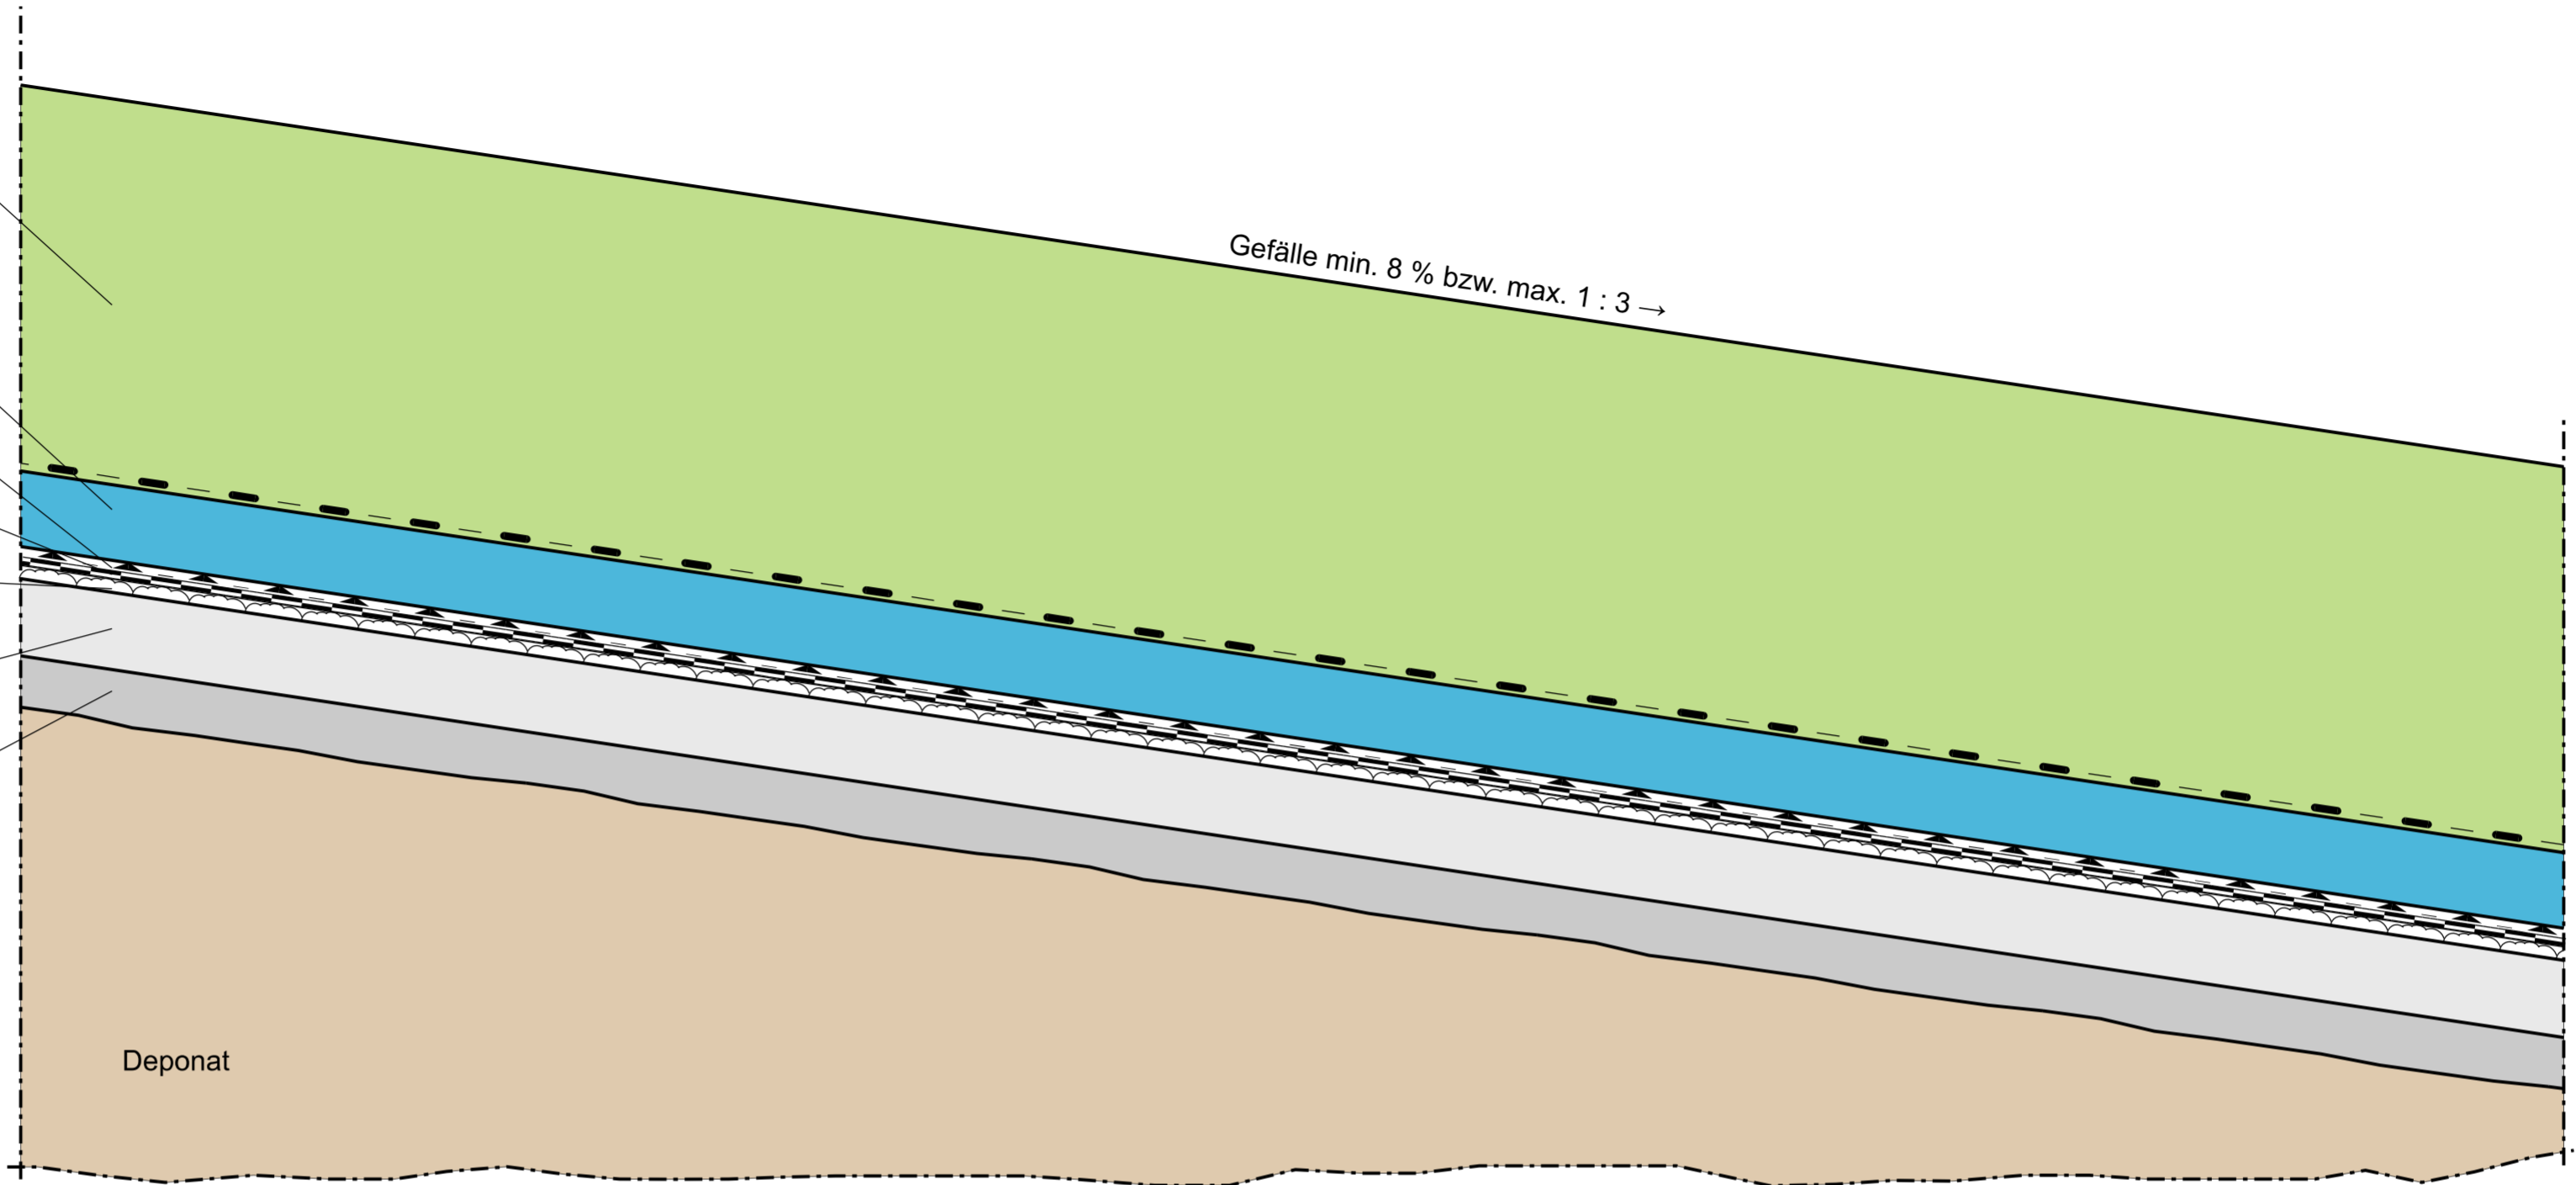 Gefälle min. 8 % bzw. max. 1 : 3 →
Deponat